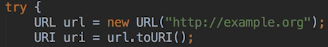 try {
URL url = new URL("http://example.org");
URI uri = url.toURI();